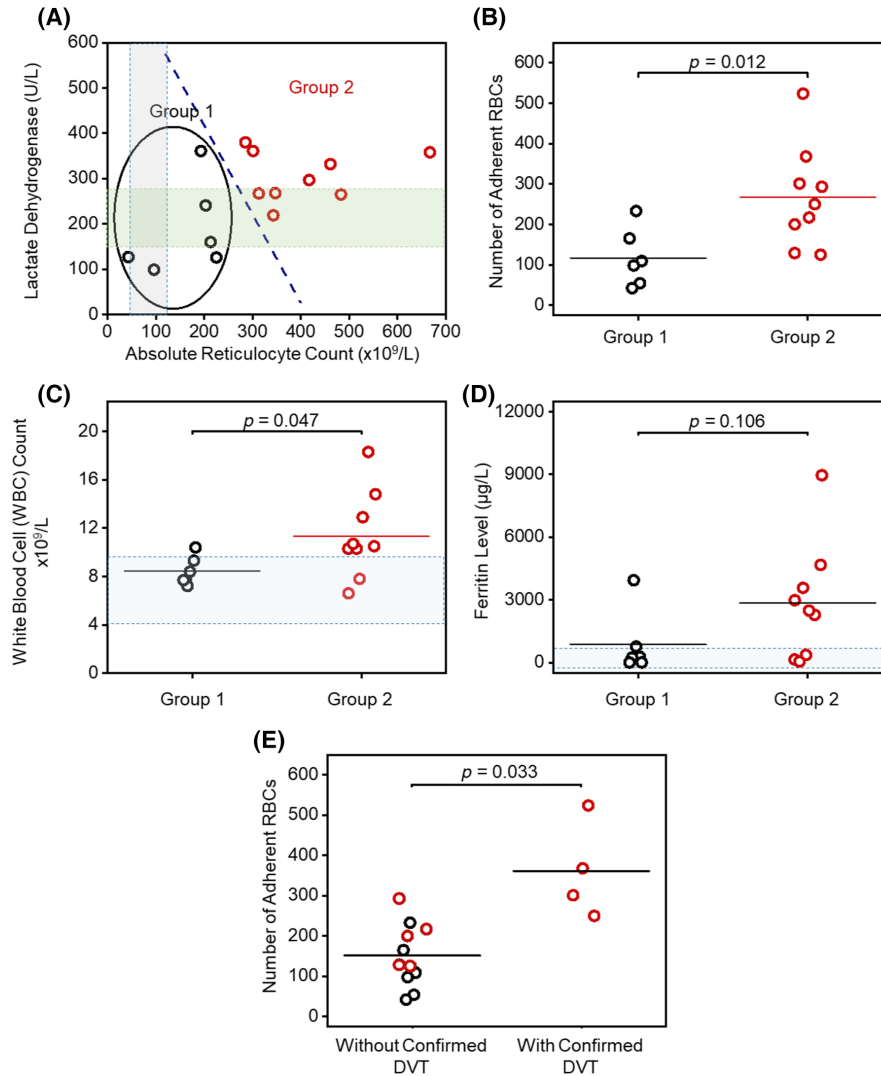 (A)
600
500
400
300
200
100
0
Lactate Dehydrogenase (U/L)
Group 1
Group 2
0 100 200 300 400 500 600 700
Absolute Reticulocyte Count (x10⁹/L)
(B)
p = 0.012
600
500
400
300
200
100
0
Number of Adherent RBCs
Group 1 Group 2
(C)
p = 0.047
20
16
12
8
4
0
White Blood Cell (WBC) Count
x10⁹/L
Group 1 Group 2
(D)
p = 0.106
12000
9000
6000
3000
0
Ferritin Level (µg/L)
Group 1 Group 2
(E)
p = 0.033
600
500
400
300
200
100
0
Number of Adherent RBCs
Without Confirmed With Confirmed
DVT DVT